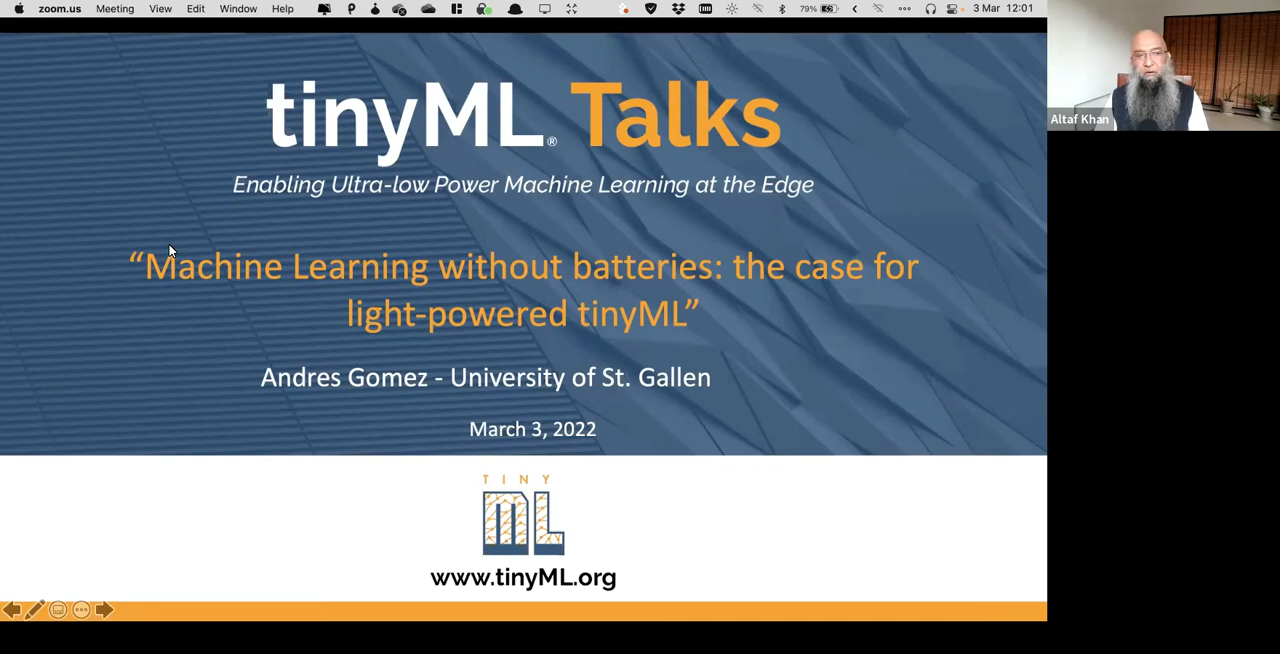 zoom.us Meeting View Edit Window Help 79% 3 Mar 12:01
tinyML® Talks
Enabling Ultra-low Power Machine Learning at the Edge
“Machine Learning without batteries: the case for
light-powered tinyML”
Andres Gomez - University of St. Gallen
March 3, 2022
TINY
ML
www.tinyML.org
Altaf Khan